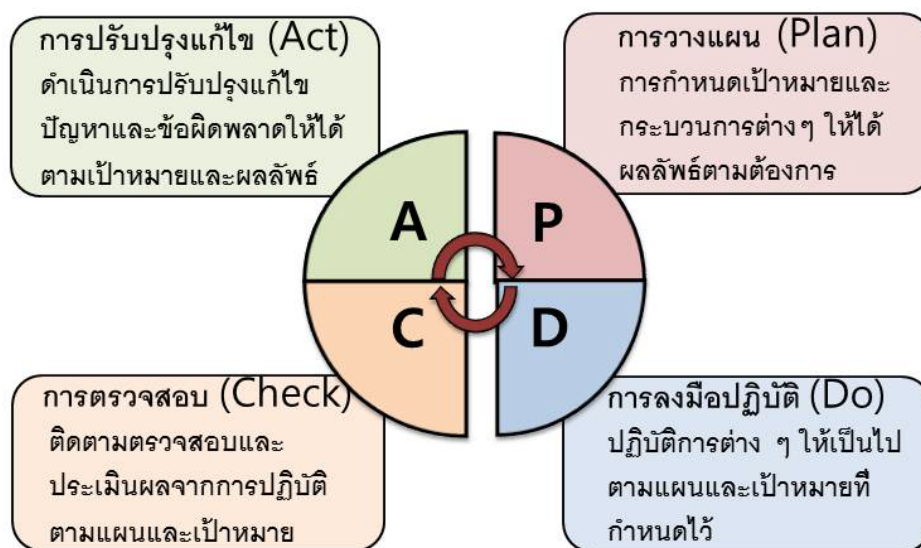 การปรับปรุงแก้ไข (Act)
ดำเนินการปรับปรุงแก้ไข
ปัญหาและข้อผิดพลาดให้ได้
ตามเป้าหมายและผลลัพธ์
การวางแผน (Plan)
การกำหนดเป้าหมายและ
กระบวนการต่างๆ ให้ได้
ผลลัพธ์ตามต้องการ
A
P
C
D
การตรวจสอบ (Check)
ติดตามตรวจสอบและ
ประเมินผลจากการปฏิบัติ
ตามแผนและเป้าหมาย
การลงมือปฏิบัติ (Do)
ปฏิบัติการต่าง ๆ ให้เป็นไป
ตามแผนและเป้าหมายที่
กำหนดไว้